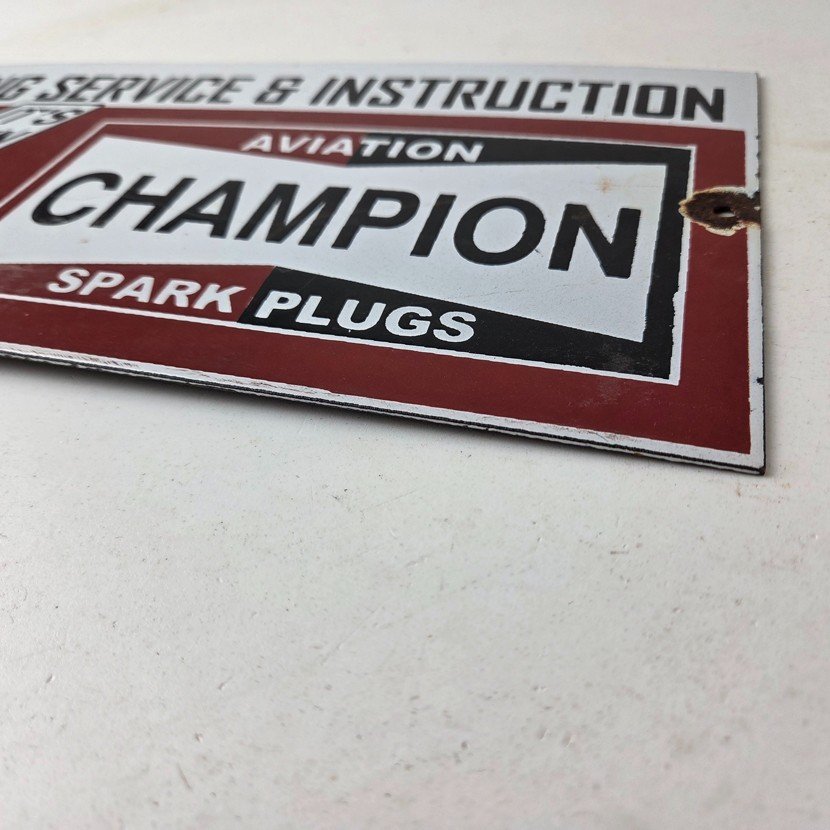 SERVICE & INSTRUCTION
AVIATION
CHAMPION
SPARK PLUGS